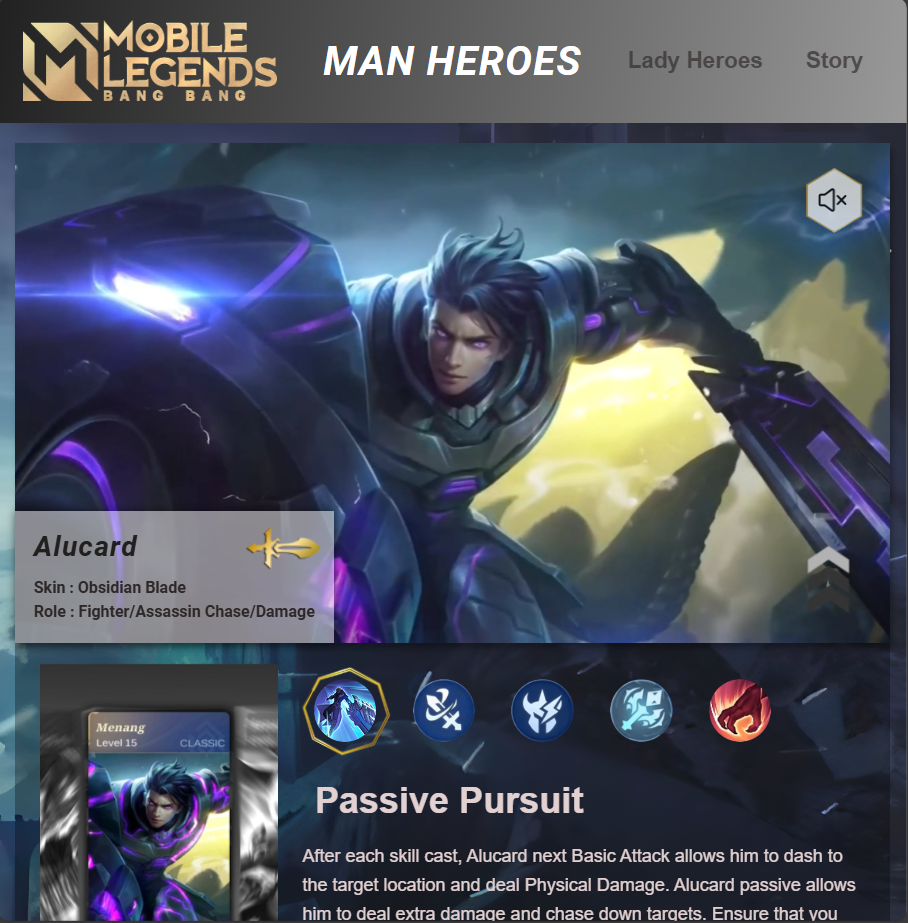 MOBILE
LEGENDS
BANG BANG
MAN HEROES
Lady Heroes
Story
Alucard
Skin : Obsidian Blade
Role : Fighter/Assassin Chase/Damage
Menang
Level 15
CLASSIC
Passive Pursuit
After each skill cast, Alucard next Basic Attack allows him to dash to
the target location and deal Physical Damage. Alucard passive allows
him to deal extra damage and chase down targets. Ensure that you